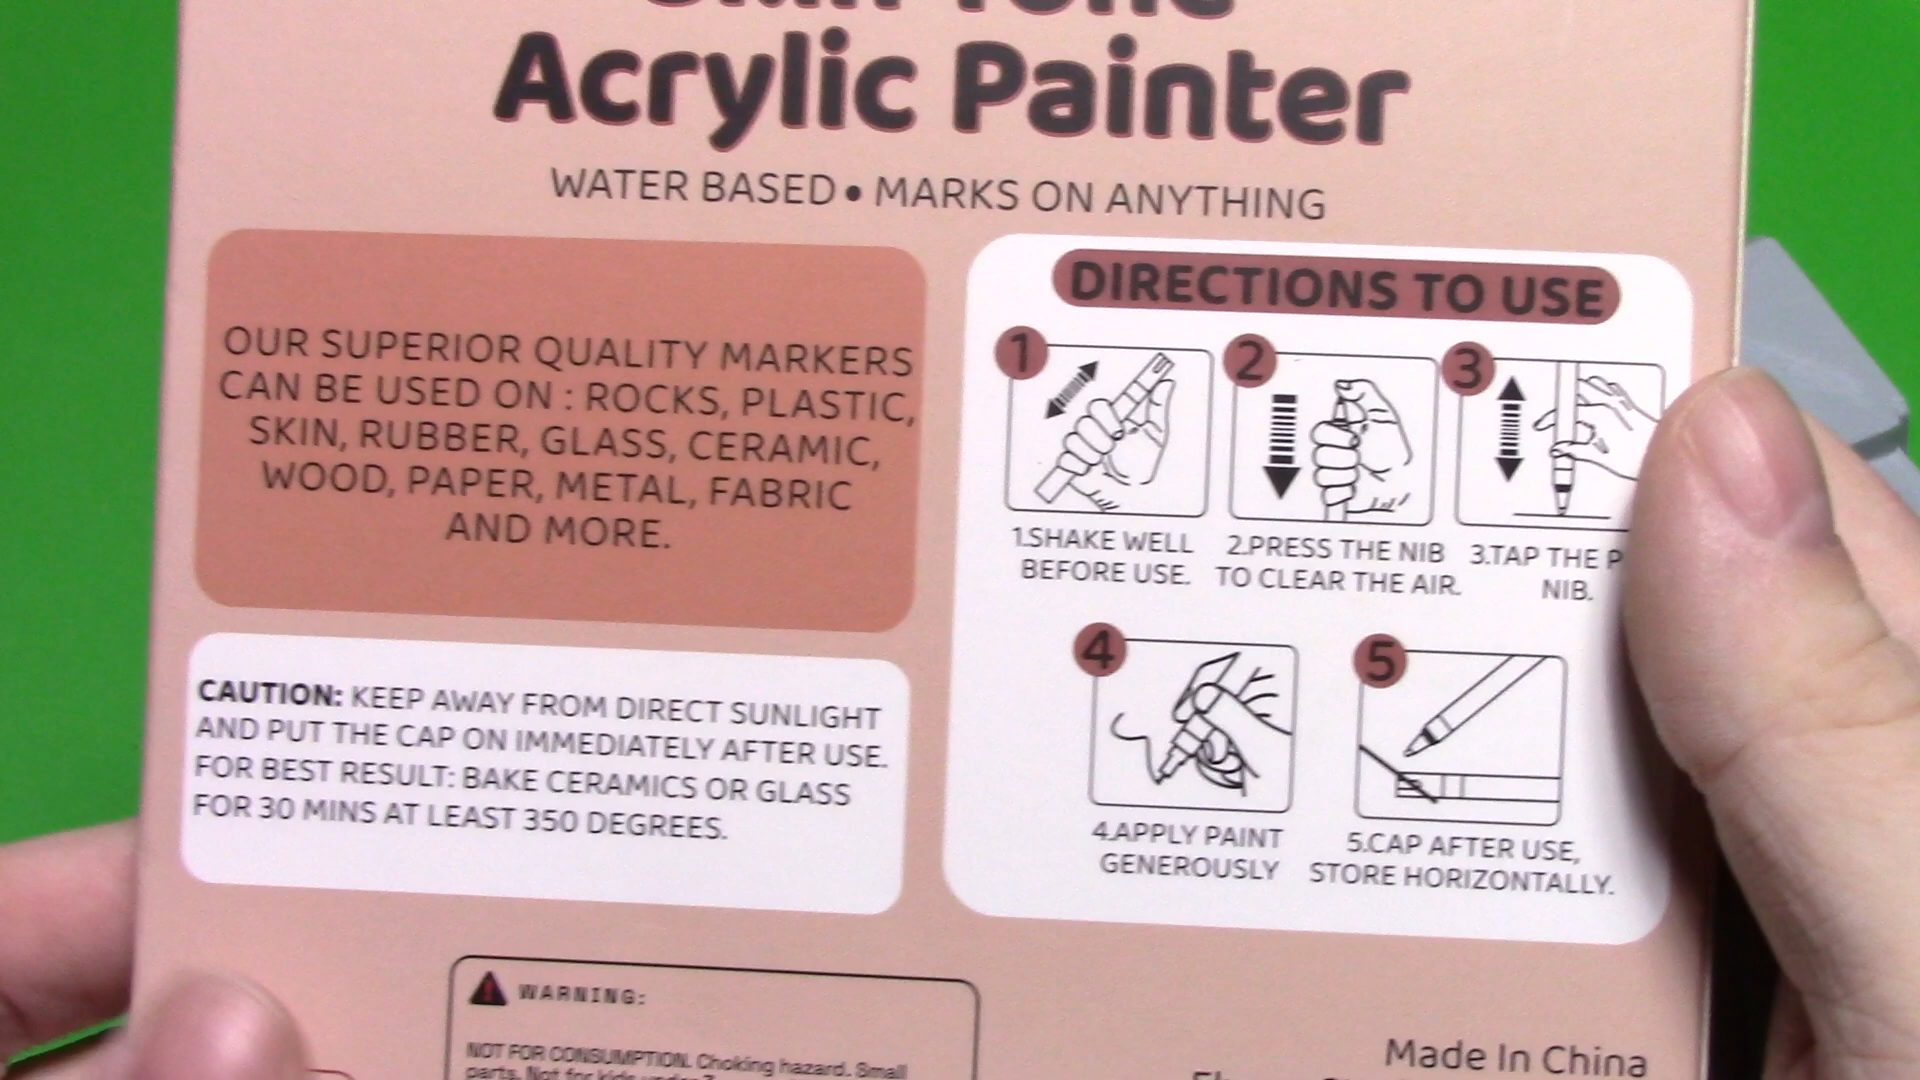 Acrylic Painter
WATER BASED • MARKS ON ANYTHING
OUR SUPERIOR QUALITY MARKERS
CAN BE USED ON : ROCKS, PLASTIC,
SKIN, RUBBER, GLASS, CERAMIC,
WOOD, PAPER, METAL, FABRIC
AND MORE.
CAUTION: KEEP AWAY FROM DIRECT SUNLIGHT
AND PUT THE CAP ON IMMEDIATELY AFTER USE.
FOR BEST RESULT: BAKE CERAMICS OR GLASS
FOR 30 MINS AT LEAST 350 DEGREES.
DIRECTIONS TO USE
1
2
3
1.SHAKE WELL
BEFORE USE.
2.PRESS THE NIB
TO CLEAR THE AIR.
3.TAP THE P
NIB.
4
5
4.APPLY PAINT
GENEROUSLY
5.CAP AFTER USE,
STORE HORIZONTALLY.
WARNING:
NOT FOR CONSUMPTION. Choking hazard. Small
parts. Not for kids under
Made In China